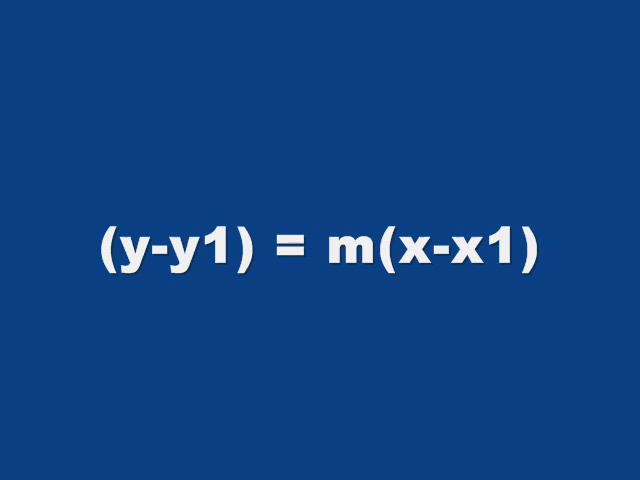 (y-y1) = m(x-x1)